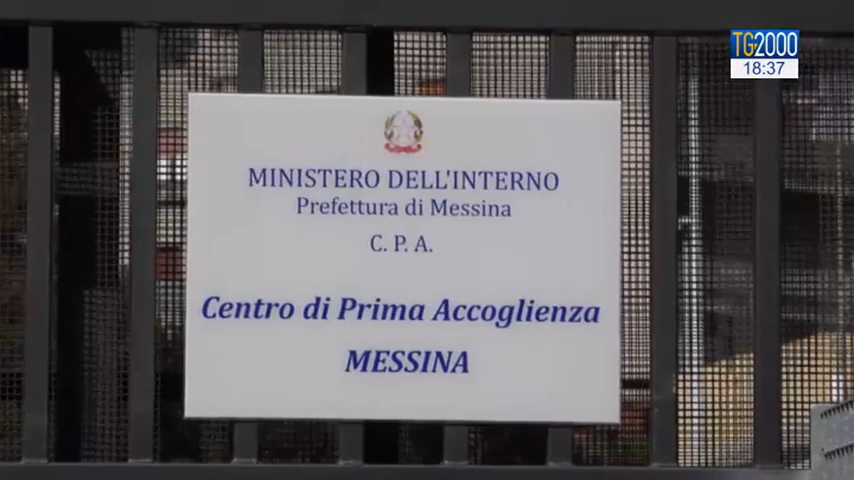 TG2000
18:37
MINISTERO DELL'INTERNO
Prefettura di Messina
C. P. A.
Centro di Prima Accoglienza
MESSINA